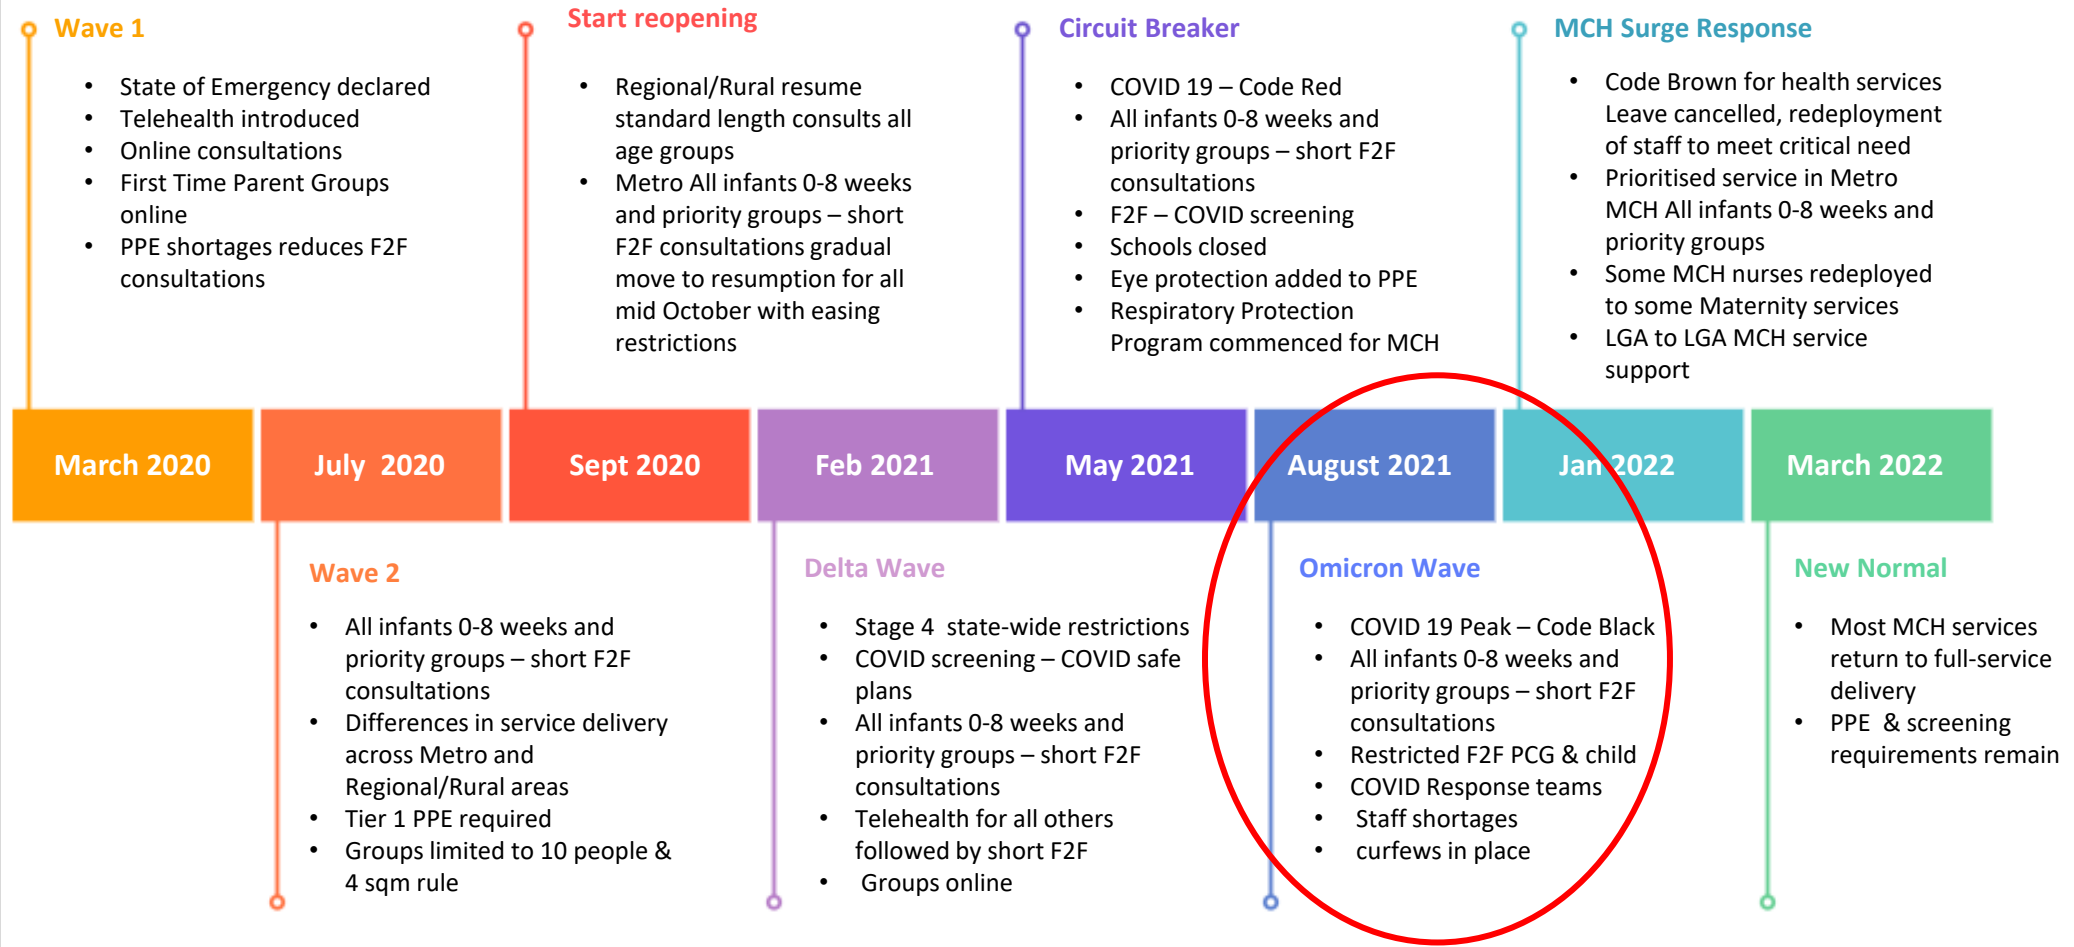 Wave 1
• State of Emergency declared
• Telehealth introduced
• Online consultations
• First Time Parent Groups
online
• PPE shortages reduces F2F
consultations
Start reopening
• Regional/Rural resume
standard length consults all
age groups
• Metro All infants 0-8 weeks
and priority groups – short
F2F consultations gradual
move to resumption for all
mid October with easing
restrictions
Circuit Breaker
• COVID 19 – Code Red
• All infants 0-8 weeks and
priority groups – short F2F
consultations
• F2F – COVID screening
• Schools closed
• Eye protection added to PPE
• Respiratory Protection
Program commenced for MCH
MCH Surge Response
• Code Brown for health services
Leave cancelled, redeployment
of staff to meet critical need
• Prioritised service in Metro
MCH All infants 0-8 weeks and
priority groups
• Some MCH nurses redeployed
to some Maternity services
• LGA to LGA MCH service
support
March 2020
July 2020
Sept 2020
Feb 2021
May 2021
August 2021
Jan 2022
March 2022
Wave 2
• All infants 0-8 weeks and
priority groups – short F2F
consultations
• Differences in service delivery
across Metro and
Regional/Rural areas
• Tier 1 PPE required
• Groups limited to 10 people &
4 sqm rule
Delta Wave
• Stage 4 state-wide restrictions
• COVID screening – COVID safe
plans
• All infants 0-8 weeks and
priority groups – short F2F
consultations
• Telehealth for all others
followed by short F2F
• Groups online
Omicron Wave
• COVID 19 Peak – Code Black
• All infants 0-8 weeks and
priority groups – short F2F
consultations
• Restricted F2F PCG & child
• COVID Response teams
• Staff shortages
• curfews in place
New Normal
• Most MCH services
return to full-service
delivery
• PPE & screening
requirements remain